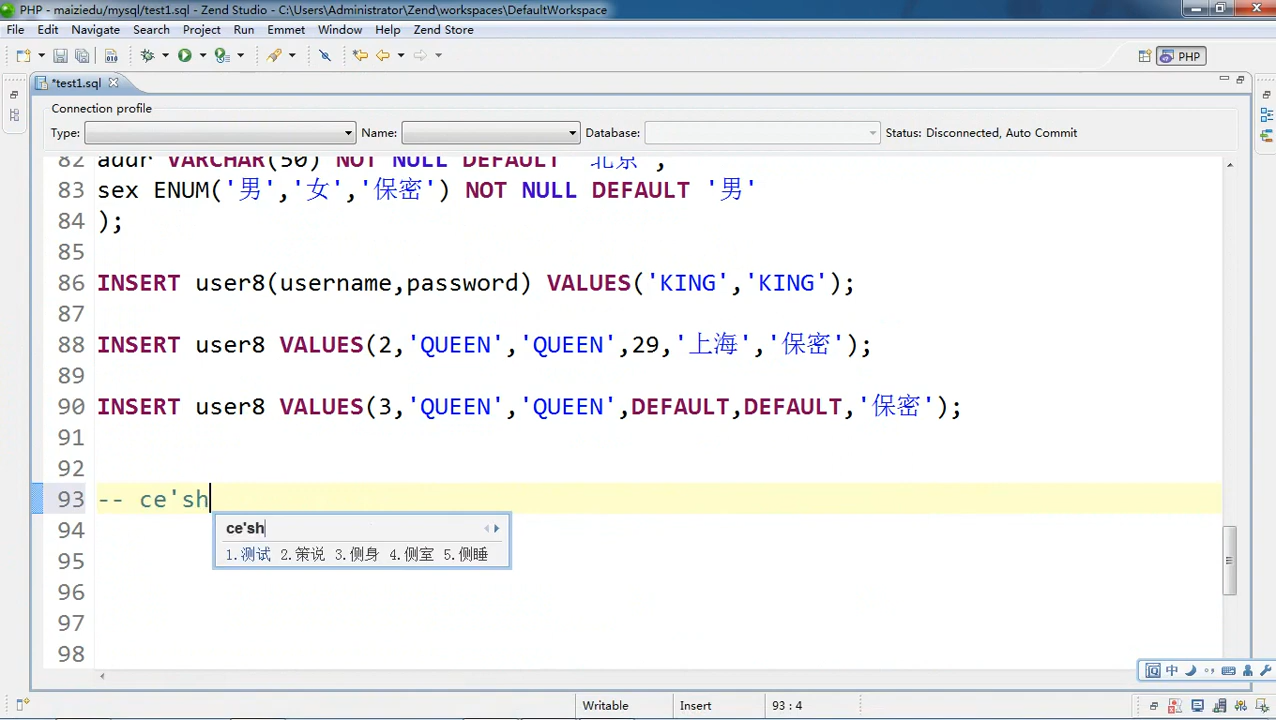 PHP - maiziedu/mysql/test1.sql - Zend Studio - C:\Users\Administrator\Zend\workspaces\DefaultWorkspace
File Edit Navigate Search Project Run Emmet Window Help Zend Store
PHP
*test1.sql
Connection profile
Type: Name: Database: Status: Disconnected, Auto Commit
82 addr VARCHAR(50) NOT NULL DEFAULT '北京',
83 sex ENUM('男','女','保密') NOT NULL DEFAULT '男'
84 );
85
86 INSERT user8(username,password) VALUES('KING','KING');
87
88 INSERT user8 VALUES(2,'QUEEN','QUEEN',29,'上海','保密');
89
90 INSERT user8 VALUES(3,'QUEEN','QUEEN',DEFAULT,DEFAULT,'保密');
91
92
93 -- ce'sh
ce'sh
1.测试 2.策说 3.侧身 4.侧室 5.侧睡
94
95
96
97
98
中
Writable Insert 93 : 4